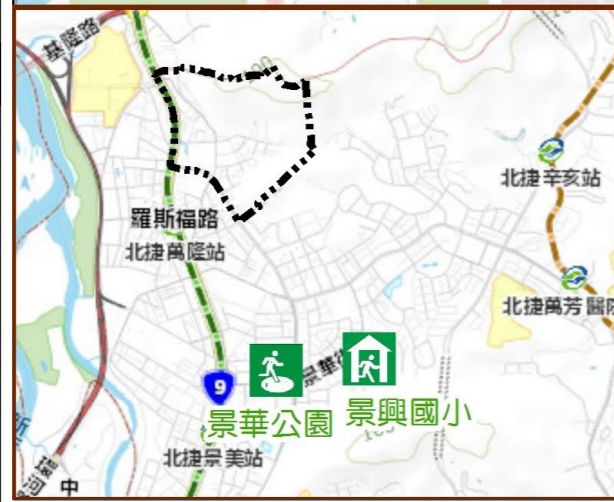 基隆路
100
北捷辛亥站
羅斯福路
北捷萬隆站
北捷萬芳醫院
9
景華街
景華公園
景興國小
北捷景美站
中